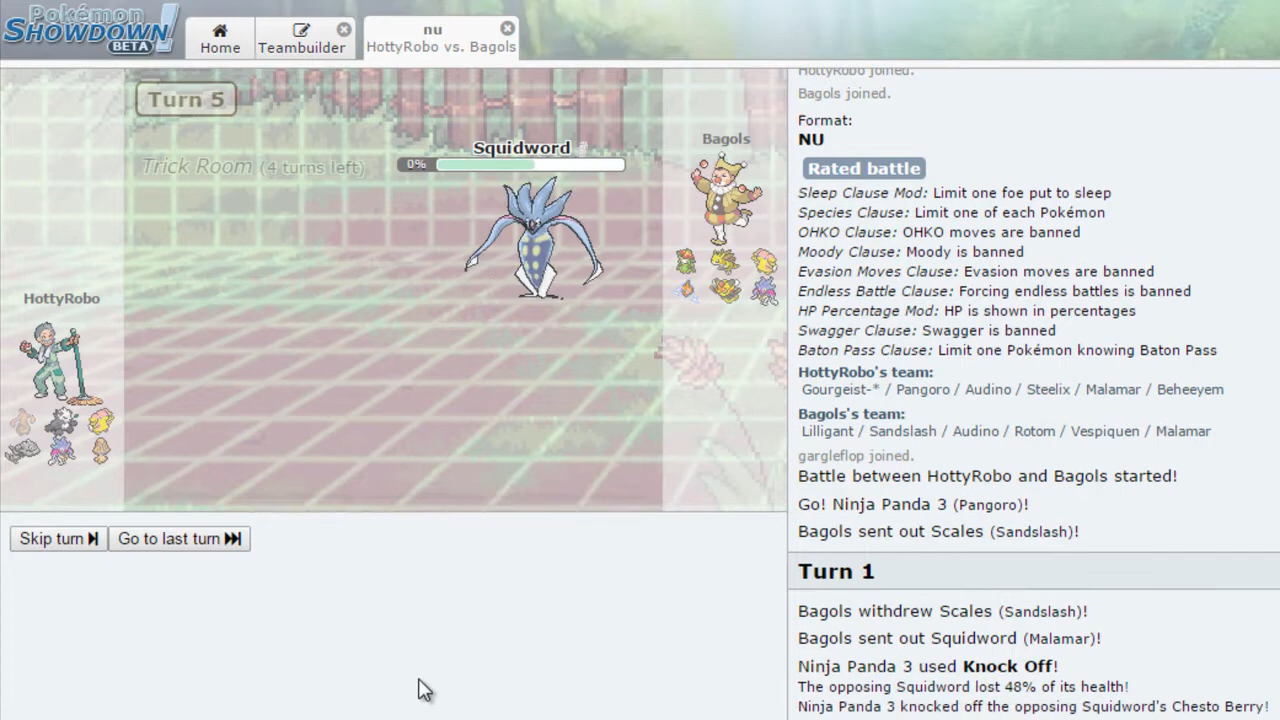 Pokémon
SHOWDOWN!
BETA
Home
Teambuilder
nu
HottyRobo vs. Bagols
Turn 5
Trick Room (4 turns left)
Squidword
0%
Bagols
HottyRobo
Skip turn
Go to last turn
HottyRobo joined.
Bagols joined.
Format:
NU
Rated battle
Sleep Clause Mod: Limit one foe put to sleep
Species Clause: Limit one of each Pokémon
OHKO Clause: OHKO moves are banned
Moody Clause: Moody is banned
Evasion Moves Clause: Evasion moves are banned
Endless Battle Clause: Forcing endless battles is banned
HP Percentage Mod: HP is shown in percentages
Swagger Clause: Swagger is banned
Baton Pass Clause: Limit one Pokémon knowing Baton Pass
HottyRobo's team:
Gourgeist-* / Pangoro / Audino / Steelix / Malamar / Beheeyem
Bagols's team:
Lilligant / Sandslash / Audino / Rotom / Vespiquen / Malamar
gargleflop joined.
Battle between HottyRobo and Bagols started!
Go! Ninja Panda 3 (Pangoro)!
Bagols sent out Scales (Sandslash)!
Turn 1
Bagols withdrew Scales (Sandslash)!
Bagols sent out Squidword (Malamar)!
Ninja Panda 3 used Knock Off!
The opposing Squidword lost 48% of its health!
Ninja Panda 3 knocked off the opposing Squidword's Chesto Berry!